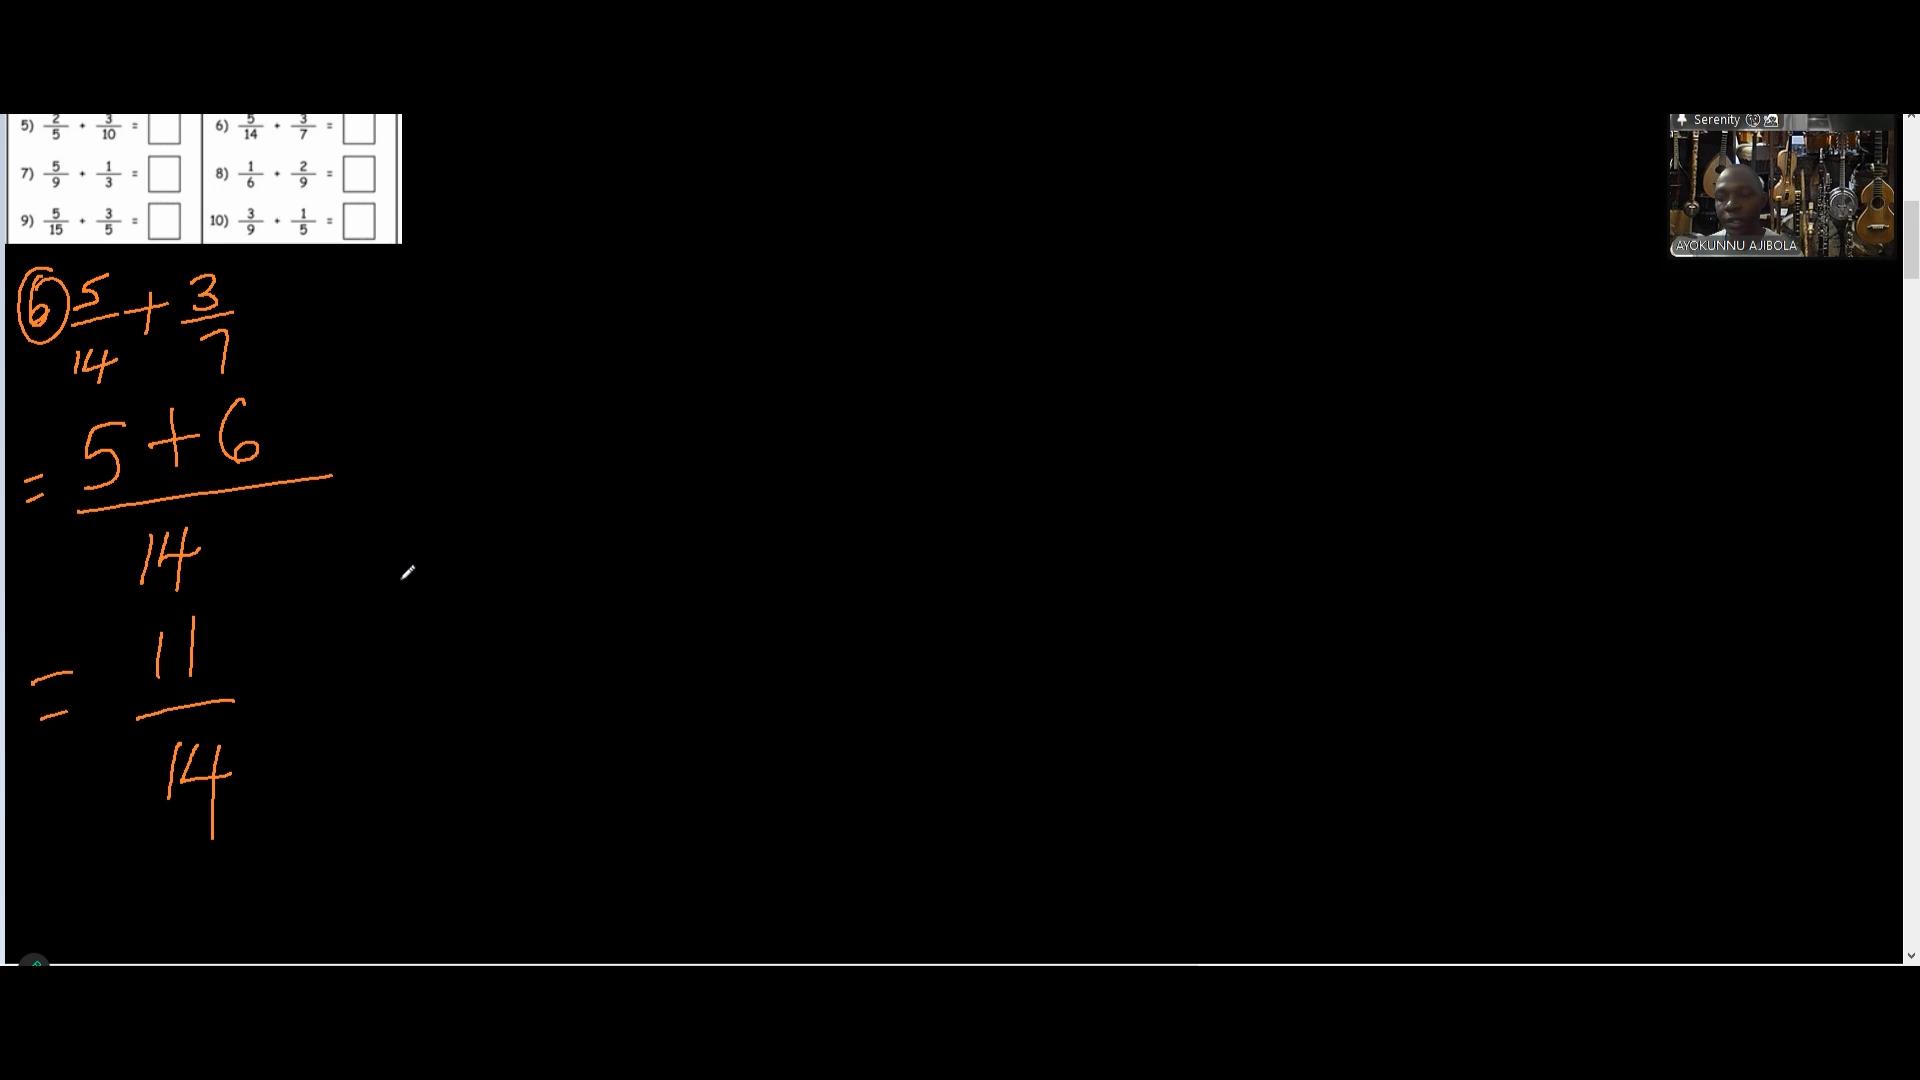 5) 2/5 + 3/10 =
6) 5/14 + 3/7 =
7) 5/9 + 1/3 =
8) 1/6 + 2/9 =
9) 5/15 + 3/5 =
10) 3/9 + 1/5 =
Serenity
AYOKUNNU AJIBOLA
6 5/14 + 3/7
= 5+6/14
= 11/14